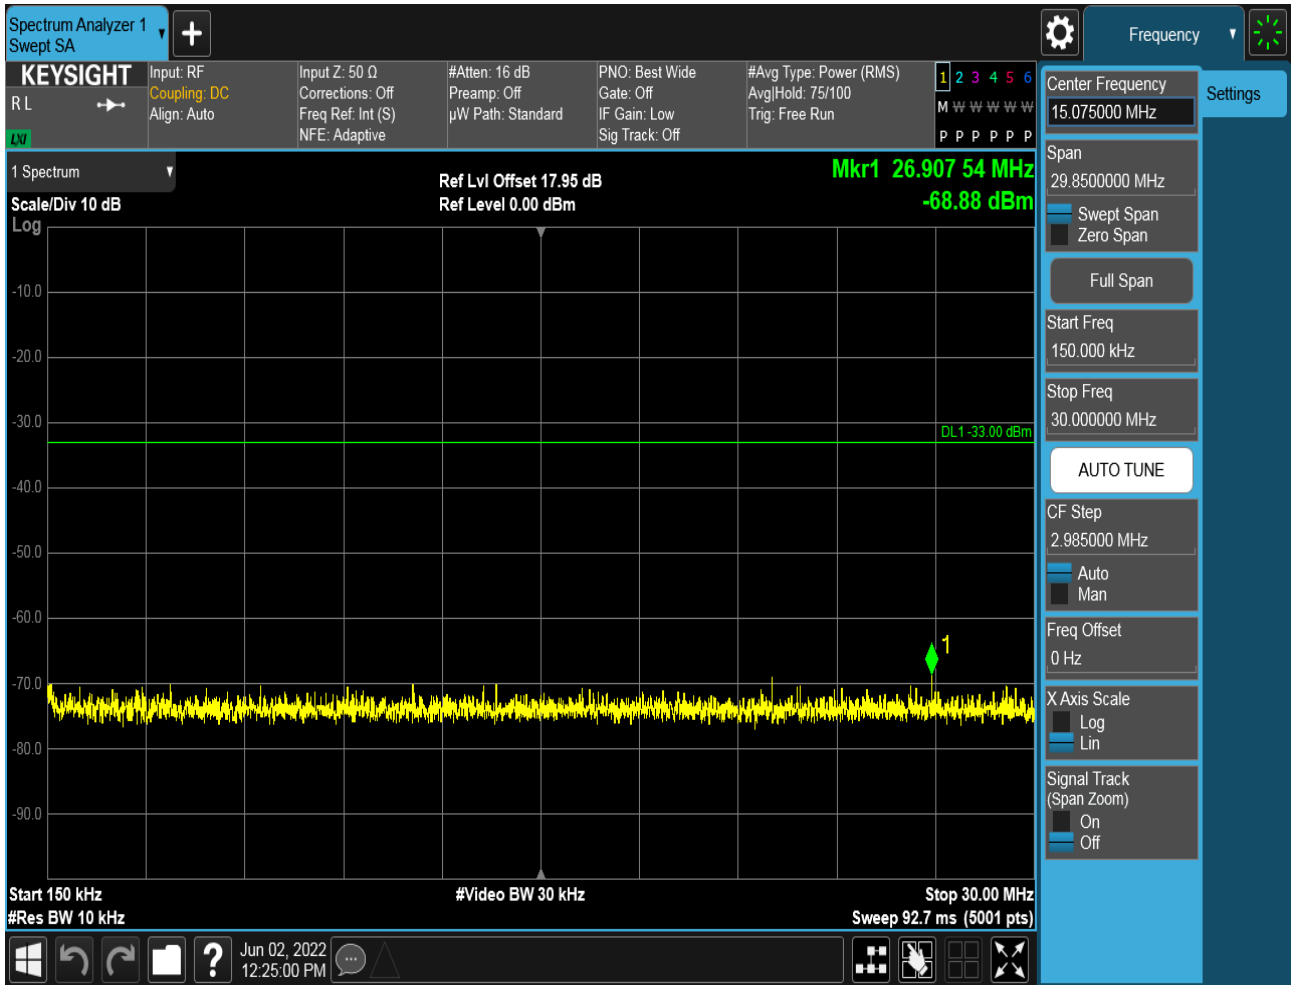 Spectrum Analyzer 1
Swept SA
Frequency
KEYSIGHT
R L
LXI
Input: RF
Coupling: DC
Align: Auto
Input Z: 50 Ω
Corrections: Off
Freq Ref: Int (S)
NFE: Adaptive
#Atten: 16 dB
Preamp: Off
µW Path: Standard
PNO: Best Wide
Gate: Off
IF Gain: Low
Sig Track: Off
#Avg Type: Power (RMS)
Avg|Hold: 75/100
Trig: Free Run
1 2 3 4 5 6
M W W W W W
P P P P P P
1 Spectrum
Scale/Div 10 dB
Log
Ref Lvl Offset 17.95 dB
Ref Level 0.00 dBm
Mkr1 26.907 54 MHz
-68.88 dBm
-10.0
-20.0
-30.0
DL1 -33.00 dBm
-40.0
-50.0
-60.0
1
-70.0
-80.0
-90.0
Start 150 kHz
#Video BW 30 kHz
Stop 30.00 MHz
#Res BW 10 kHz
Sweep 92.7 ms (5001 pts)
Center Frequency
15.075000 MHz
Settings
Span
29.8500000 MHz
Swept Span
Zero Span
Full Span
Start Freq
150.000 kHz
Stop Freq
30.000000 MHz
AUTO TUNE
CF Step
2.985000 MHz
Auto
Man
Freq Offset
0 Hz
X Axis Scale
Log
Lin
Signal Track
(Span Zoom)
On
Off
?
Jun 02, 2022
12:25:00 PM